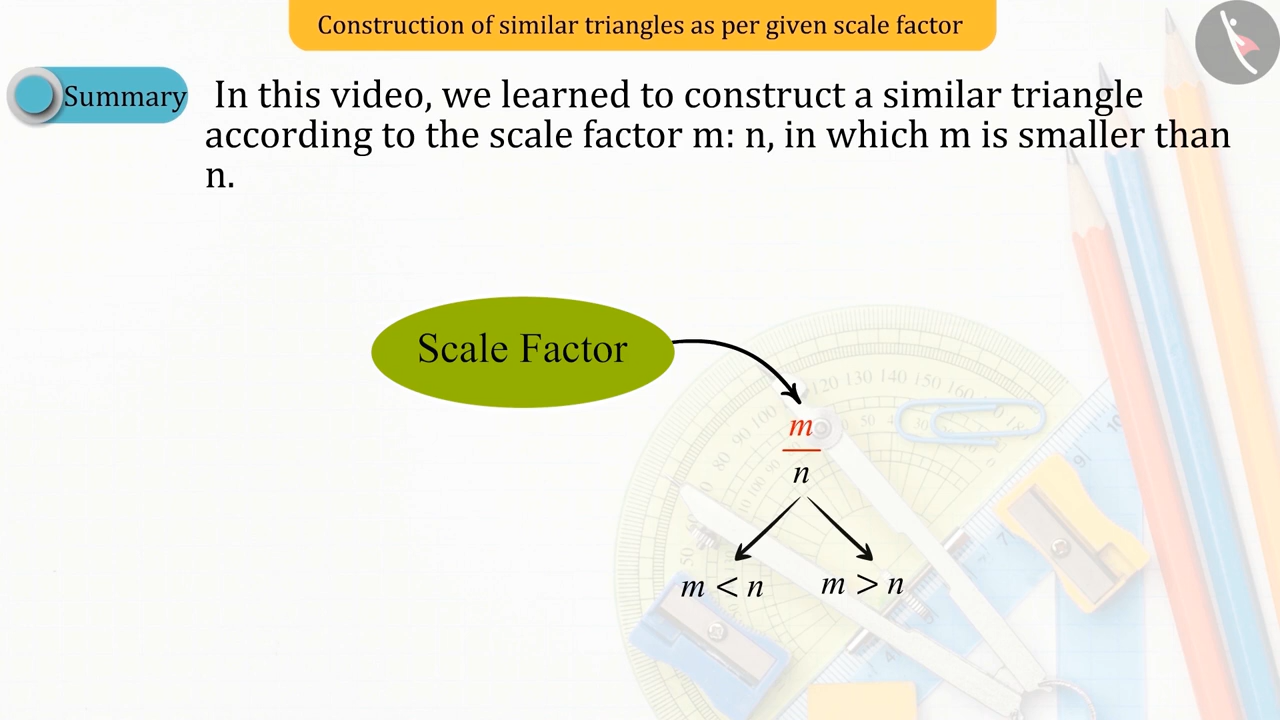 Construction of similar triangles as per given scale factor
Summary
In this video, we learned to construct a similar triangle
according to the scale factor m: n, in which m is smaller than
n.
Scale Factor
m
n
m < n
m > n